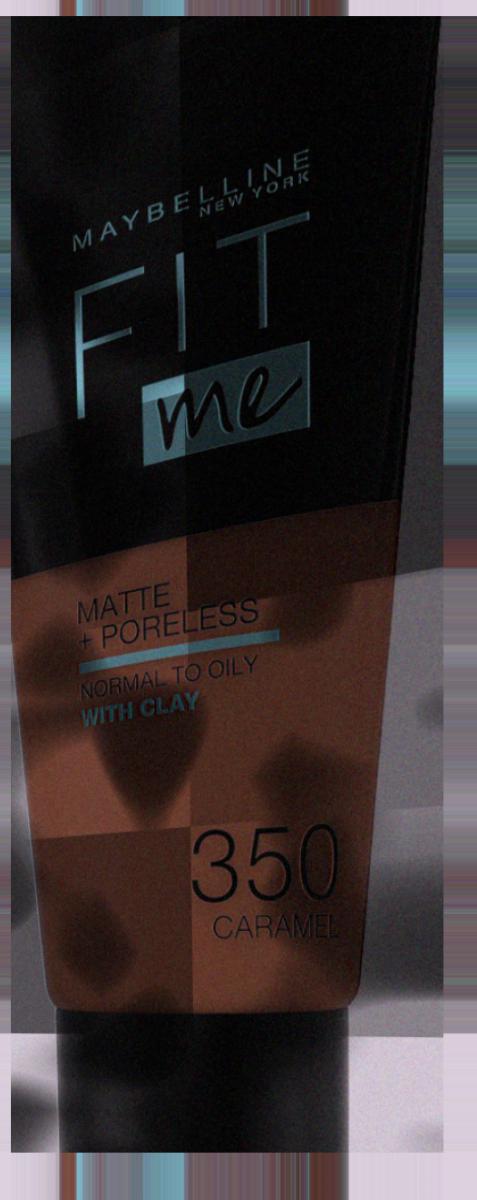 MAYBELLINE
NEW YORK
FIT
me
MATTE
+ PORELESS
NORMAL TO OILY
WITH CLAY
350
CARAMEL